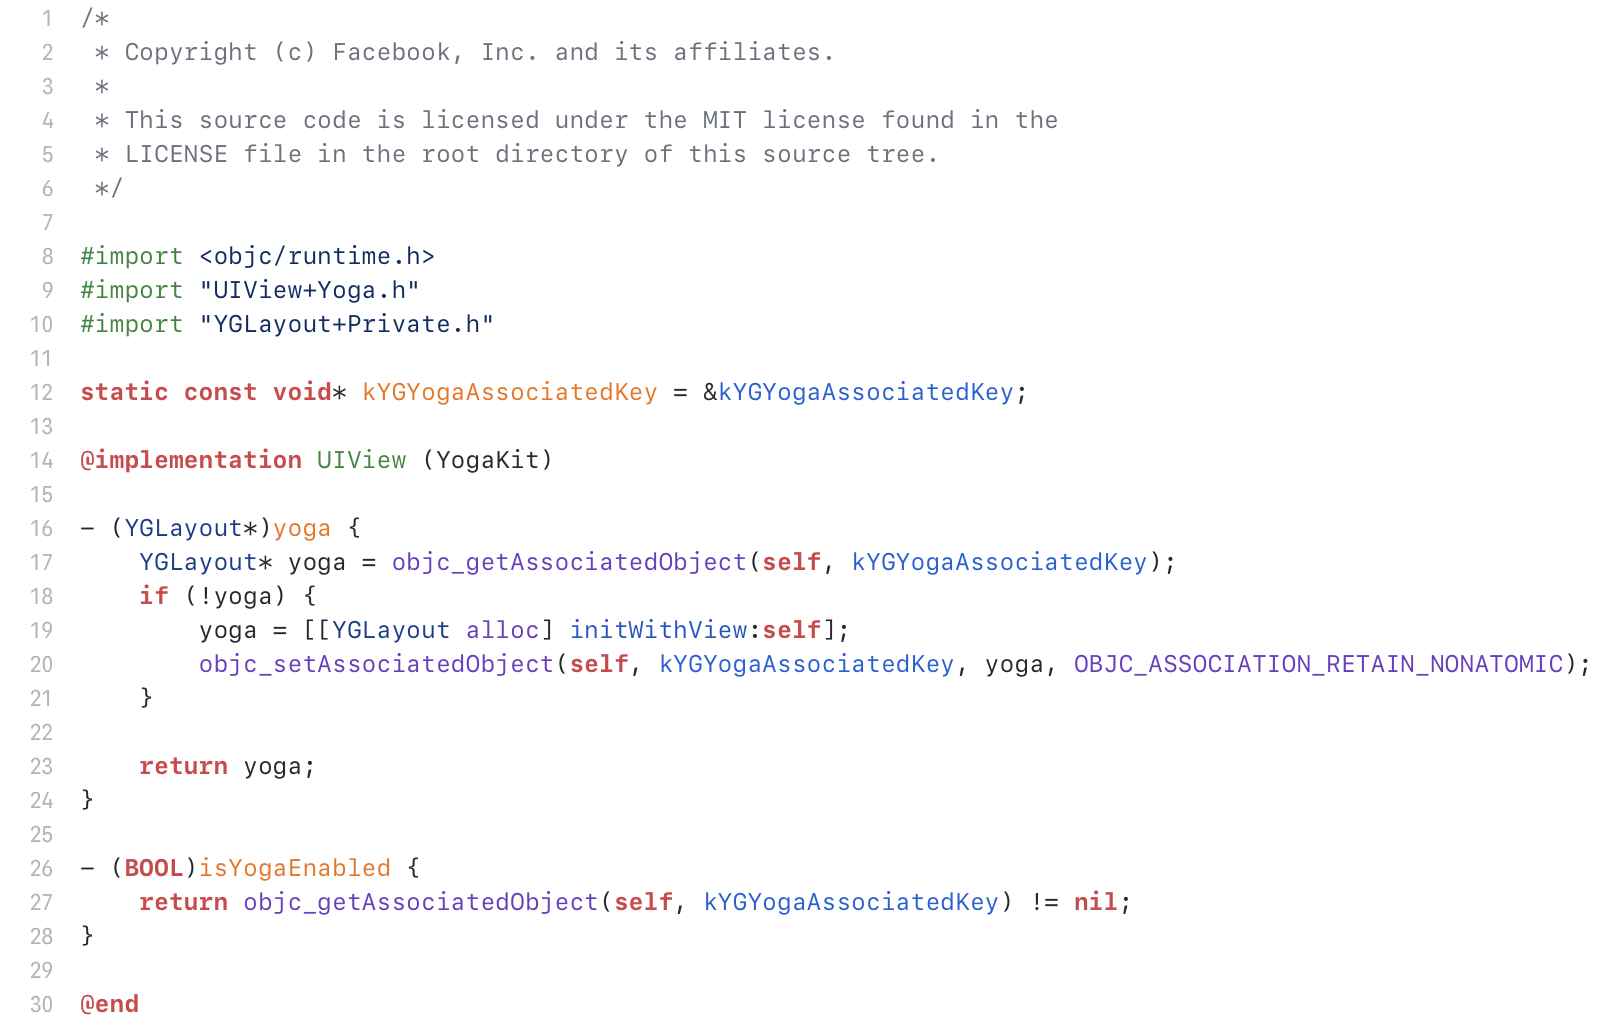 1 /*
2  * Copyright (c) Facebook, Inc. and its affiliates.
3  *
4  * This source code is licensed under the MIT license found in the
5  * LICENSE file in the root directory of this source tree.
6  */
7
8 #import <objc/runtime.h>
9 #import "UIView+Yoga.h"
10 #import "YGLayout+Private.h"
11
12 static const void* kYGYogaAssociatedKey = &kYGYogaAssociatedKey;
13
14 @implementation UIView (YogaKit)
15
16 – (YGLayout*)yoga {
17     YGLayout* yoga = objc_getAssociatedObject(self, kYGYogaAssociatedKey);
18     if (!yoga) {
19         yoga = [[YGLayout alloc] initWithView:self];
20         objc_setAssociatedObject(self, kYGYogaAssociatedKey, yoga, OBJC_ASSOCIATION_RETAIN_NONATOMIC);
21     }
22
23     return yoga;
24 }
25
26 – (BOOL)isYogaEnabled {
27     return objc_getAssociatedObject(self, kYGYogaAssociatedKey) != nil;
28 }
29
30 @end